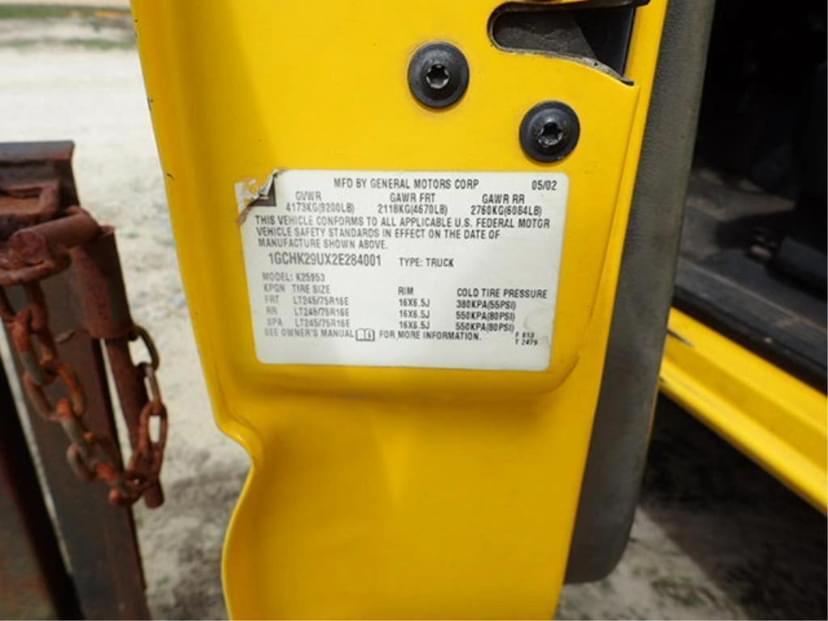 MFD BY GENERAL MOTORS CORP 05/02
GVWR GAWR FRT GAWR RR
4173KG(9200LB) 2118KG(4670LB) 2760KG(6084LB)
THIS VEHICLE CONFORMS TO ALL APPLICABLE U.S. FEDERAL MOTOR
VEHICLE SAFETY STANDARDS IN EFFECT ON THE DATE OF
MANUFACTURE SHOWN ABOVE.
1GCHK29UX2E284001 TYPE: TRUCK
MODEL: K25953
KPGN TIRE SIZE RIM COLD TIRE PRESSURE
FRT LT245/75R16E 16X6.5J 380KPA(55PSI)
RR LT245/75R16E 16X6.5J 550KPA(80PSI)
SPA LT245/75R16E 16X6.5J 550KPA(80PSI)
SEE OWNER'S MANUAL FOR MORE INFORMATION.